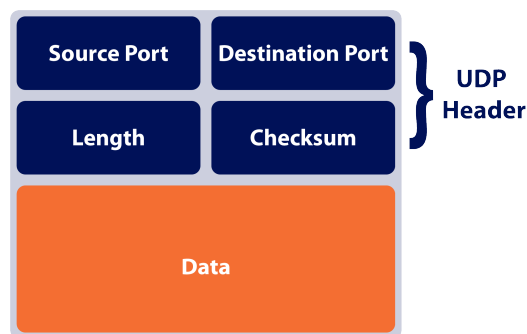 Source Port
Destination Port
UDP
Header
Length
Checksum
Data